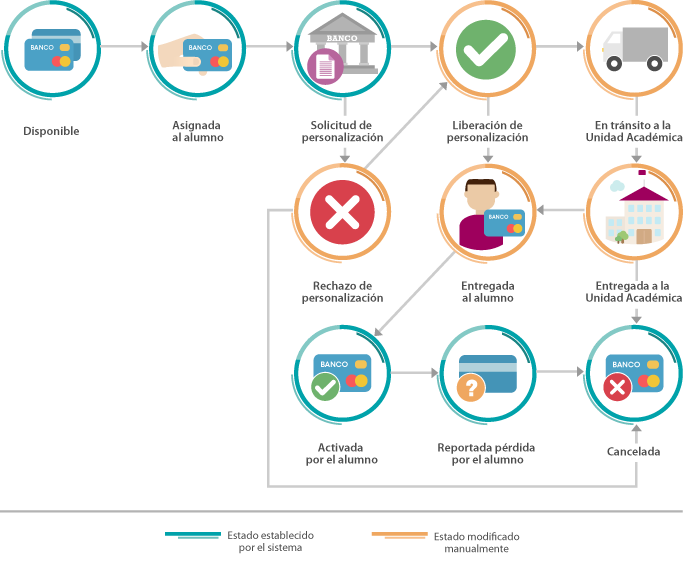 BANCO
BANCO
BANCO
Disponible
Asignada
al alumno
Solicitud de
personalización
Liberación de
personalización
En tránsito a la
Unidad Académica
BANCO
Rechazo de
personalización
Entregada
al alumno
Entregada a la
Unidad Académica
BANCO
?
BANCO
Activada
por el alumno
Reportada pérdida
por el alumno
Cancelada
Estado establecido
por el sistema
Estado modificado
manualmente